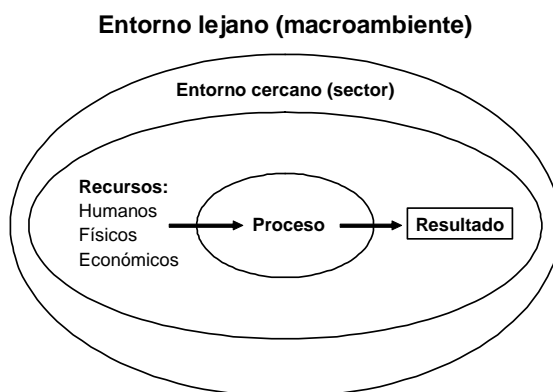 Entorno lejano (macroambiente)
Entorno cercano (sector)
Recursos:
Humanos
Físicos
Económicos
Proceso
Resultado